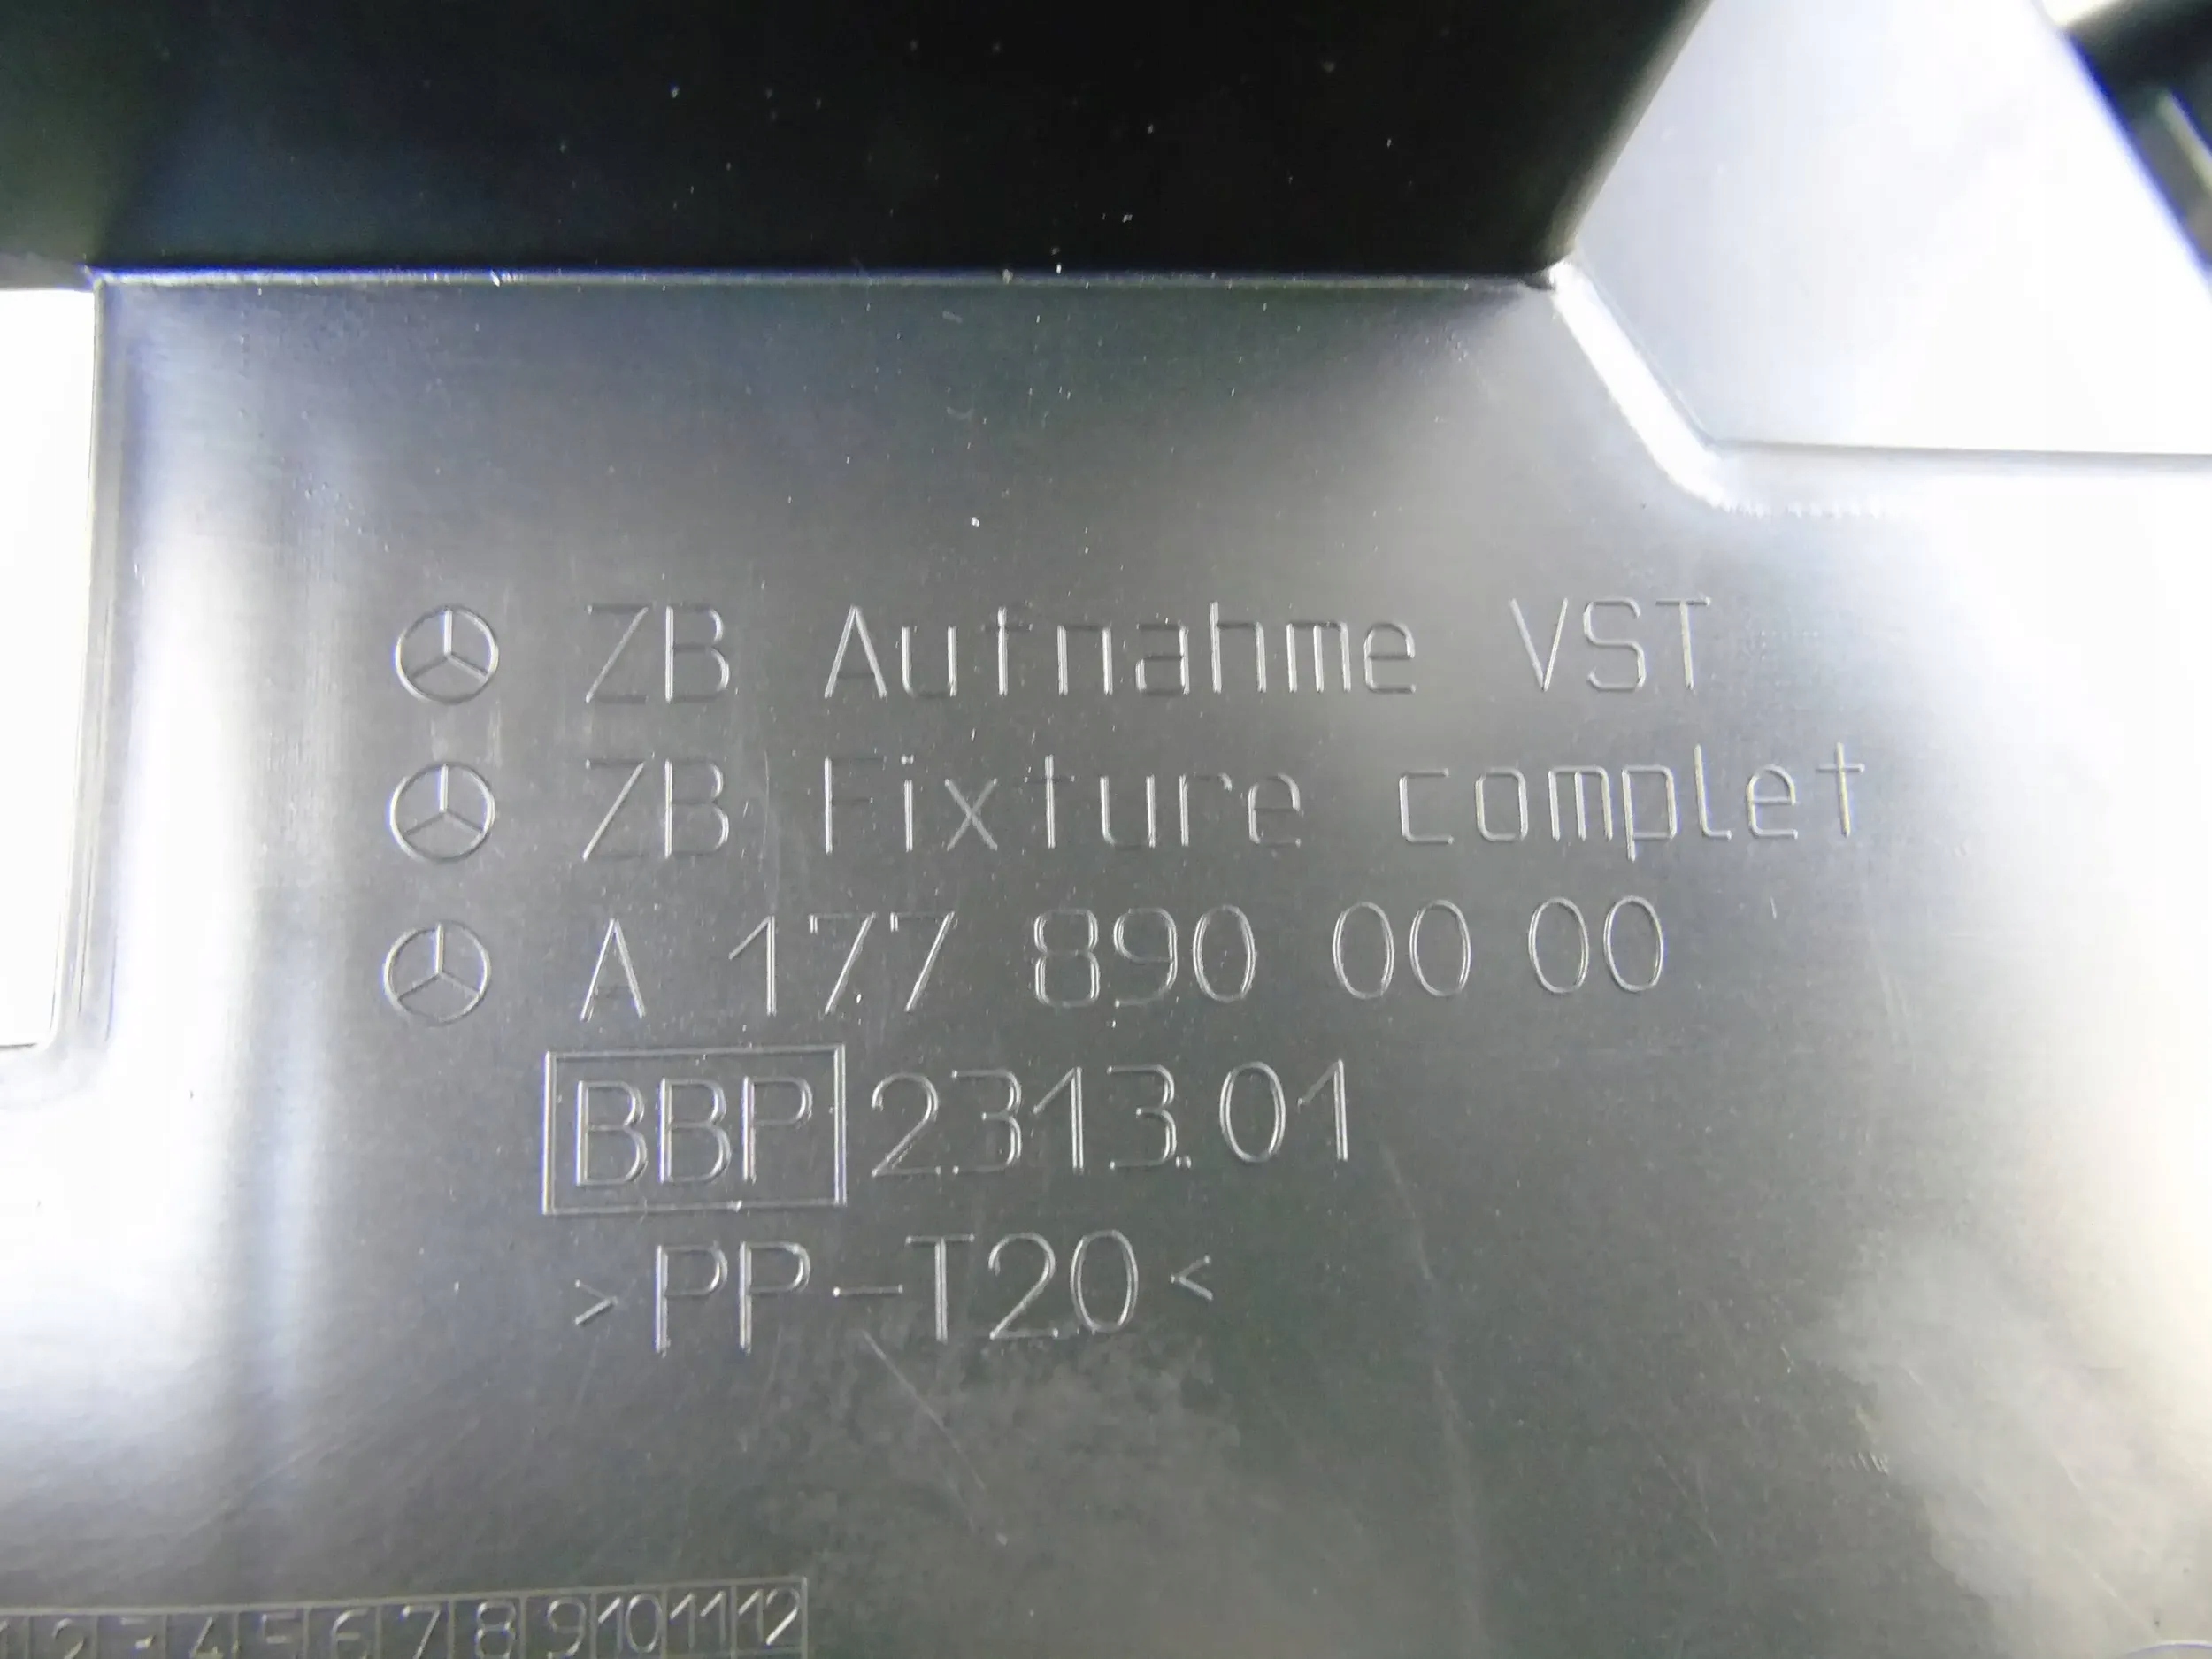 ZB Aufnahme VST
ZB Fixture complet
A 177 890 00 00
BBP 2313.01
>PP-T20<
1 2 3 4 5 6 7 8 9 10 11 12